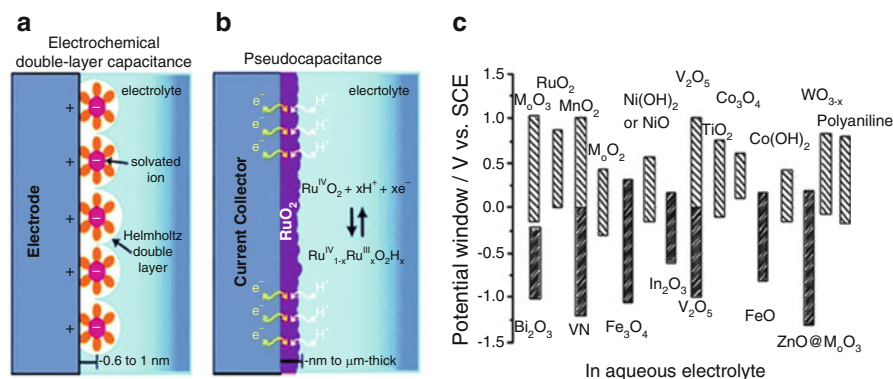 a
Electrochemical
double-layer capacitance
electrolyte
+
−
+
−
solvated
ion
+
−
Helmholtz
double
layer
+
−
+
−
Electrode
-0.6 to 1 nm
b
Pseudocapacitance
elecrtolyte
e⁻ H⁺
e⁻ H⁺
e⁻ H⁺
Current Collector
RuO₂
RuᴵⱽO₂ + xH⁺ + xe⁻
Ruᴵⱽ₁₋ₓRuᴵᴵᴵₓO₂Hₓ
e⁻ H⁺
e⁻ H⁺
e⁻ H⁺
-nm to μm-thick
c
Potential window / V vs. SCE
1.5
1.0
0.5
0.0
-0.5
-1.0
-1.5
MₒO₃
RuO₂
MnO₂
MₒO₂
Ni(OH)₂
or NiO
V₂O₅
TiO₂
Co₃O₄
Co(OH)₂
WO₃₋ₓ
Polyaniline
Bi₂O₃
VN
Fe₃O₄
In₂O₃
V₂O₅
FeO
ZnO@MₒO₃
In aqueous electrolyte